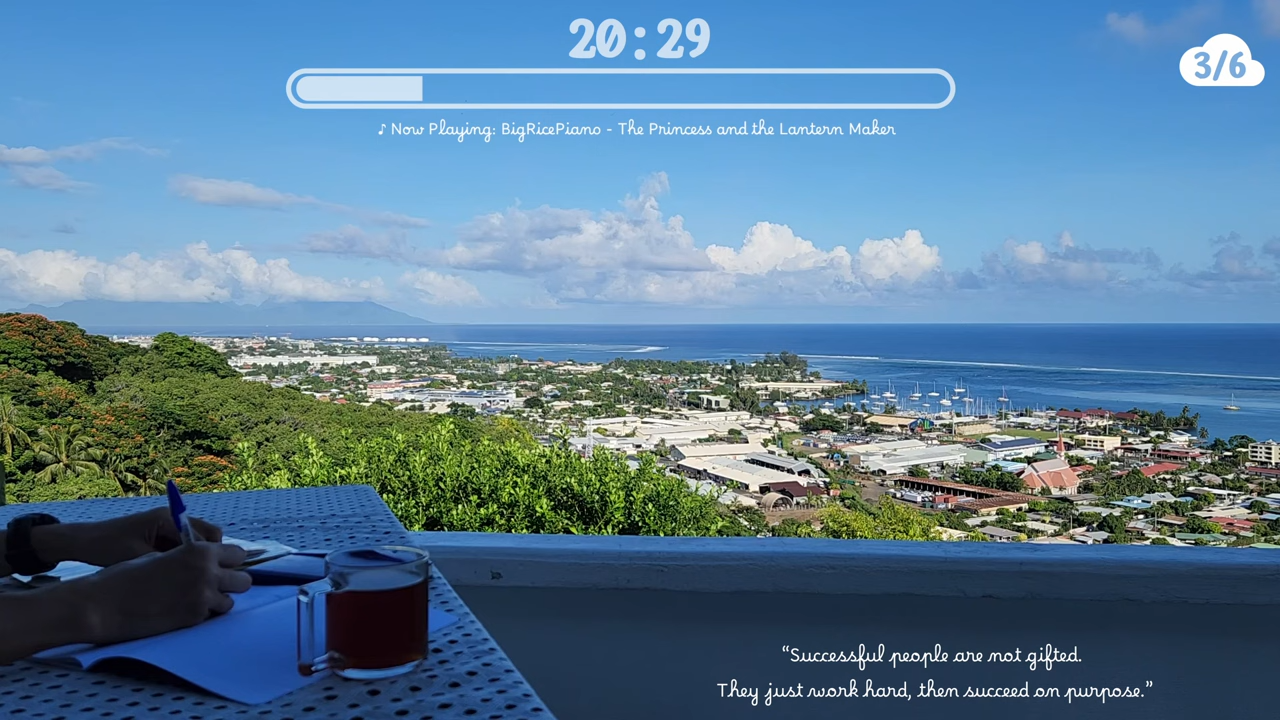 20:29
3/6
♪ Now Playing: BigRicePiano - The Princess and the Lantern Maker
“Successful people are not gifted.
They just work hard, then succeed on purpose.”